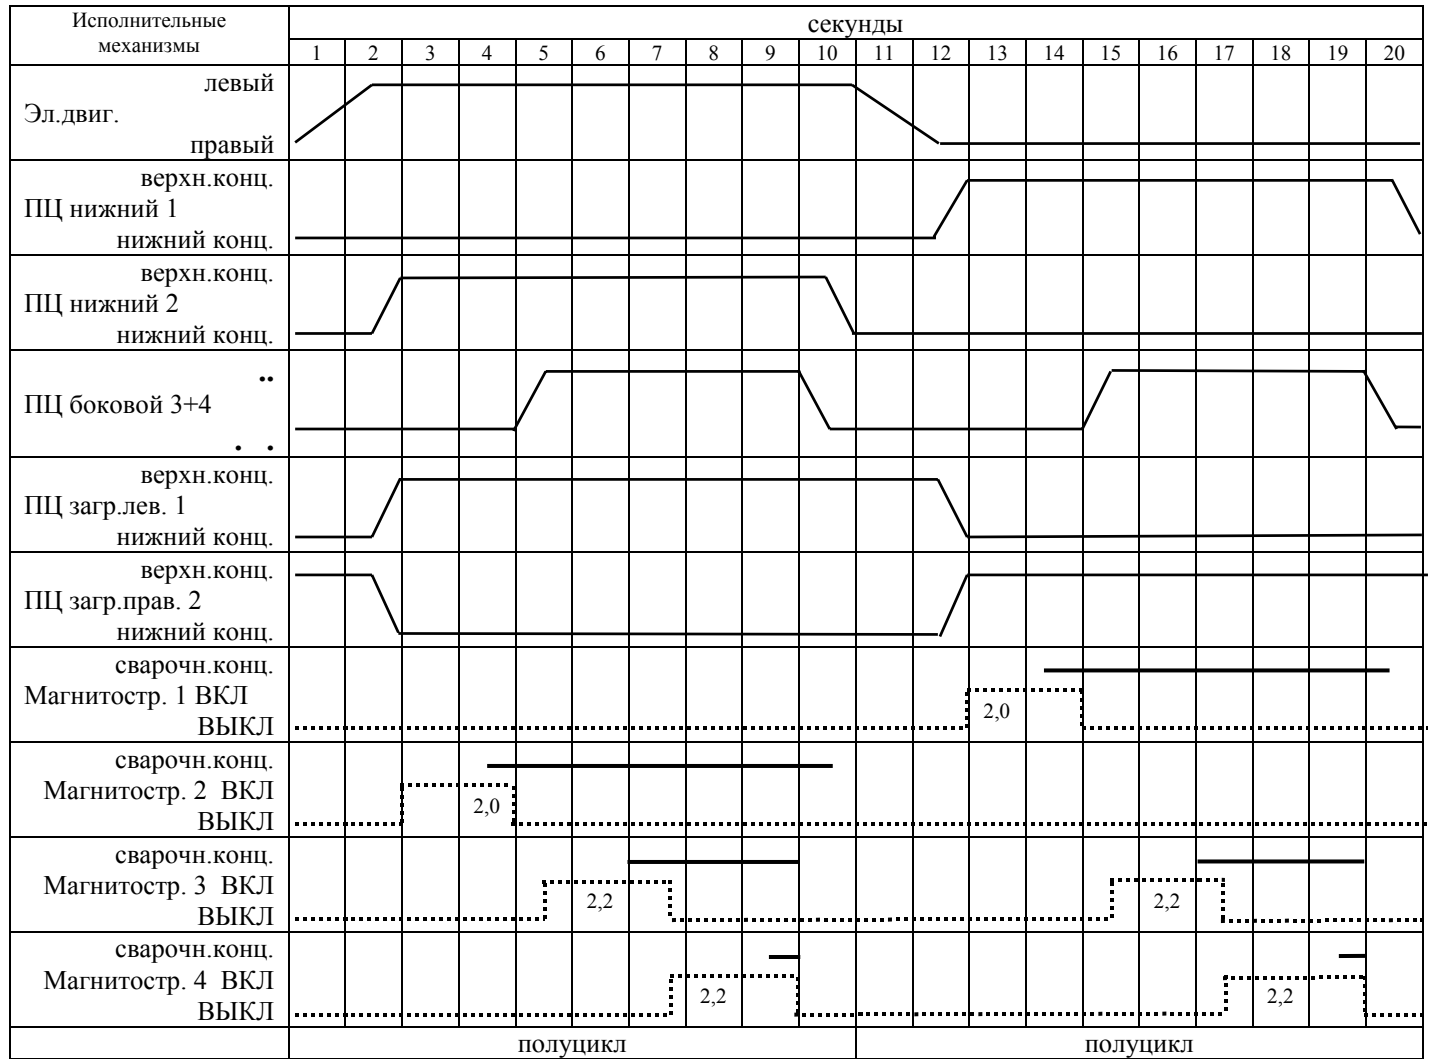 Исполнительные
механизмы
секунды
1 2 3 4 5 6 7 8 9 10 11 12 13 14 15 16 17 18 19 20
левый
Эл.двиг.
правый
верхн.конц.
ПЦ нижний 1
нижний конц.
верхн.конц.
ПЦ нижний 2
нижний конц.
ПЦ боковой 3+4
верхн.конц.
ПЦ загр.лев. 1
нижний конц.
верхн.конц.
ПЦ загр.прав. 2
нижний конц.
сварочн.конц.
Магнитостр. 1 ВКЛ
2,0
ВЫКЛ
сварочн.конц.
Магнитостр. 2 ВКЛ
2,0
ВЫКЛ
сварочн.конц.
Магнитостр. 3 ВКЛ
2,2 2,2
ВЫКЛ
сварочн.конц.
Магнитостр. 4 ВКЛ
2,2 2,2
ВЫКЛ
полуцикл полуцикл